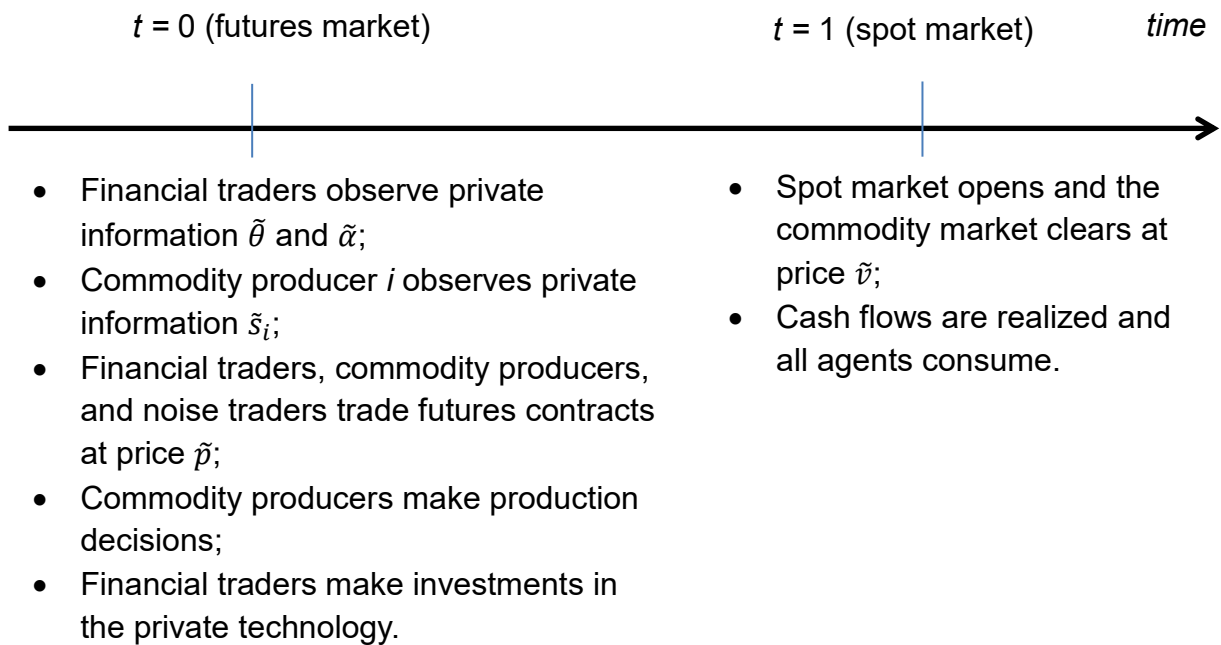 t = 0 (futures market)
t = 1 (spot market)
time
• Financial traders observe private
information θ̃ and α̃;
• Commodity producer i observes private
information s̃ᵢ;
• Financial traders, commodity producers,
and noise traders trade futures contracts
at price p̃;
• Commodity producers make production
decisions;
• Financial traders make investments in
the private technology.
• Spot market opens and the
commodity market clears at
price ṽ;
• Cash flows are realized and
all agents consume.